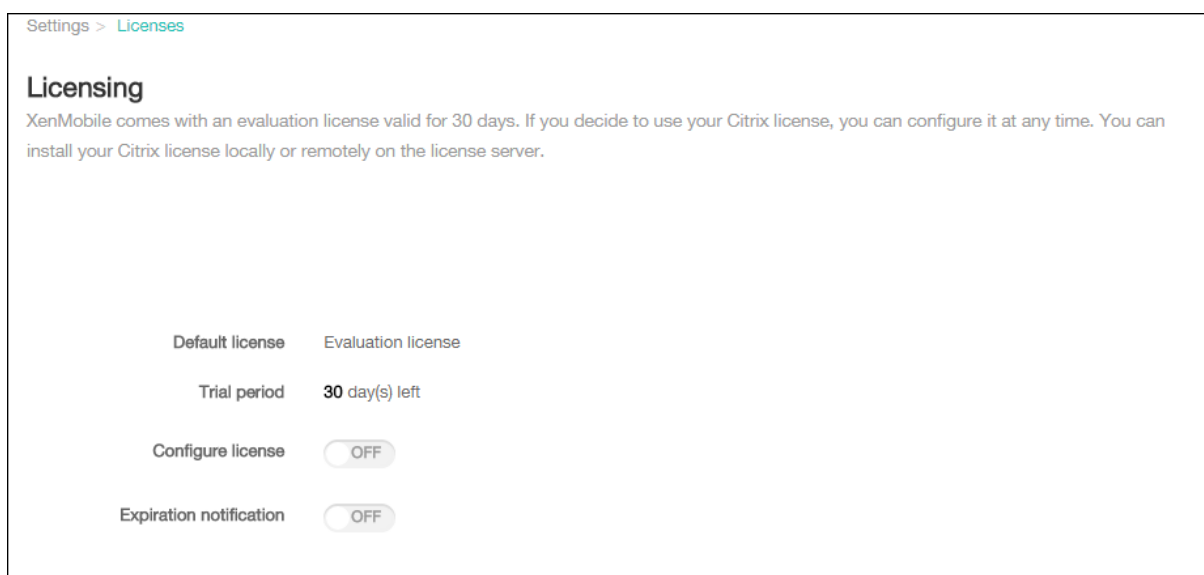 Settings > Licenses
Licensing
XenMobile comes with an evaluation license valid for 30 days. If you decide to use your Citrix license, you can configure it at any time. You can
install your Citrix license locally or remotely on the license server.
Default license Evaluation license
Trial period 30 day(s) left
Configure license OFF
Expiration notification OFF